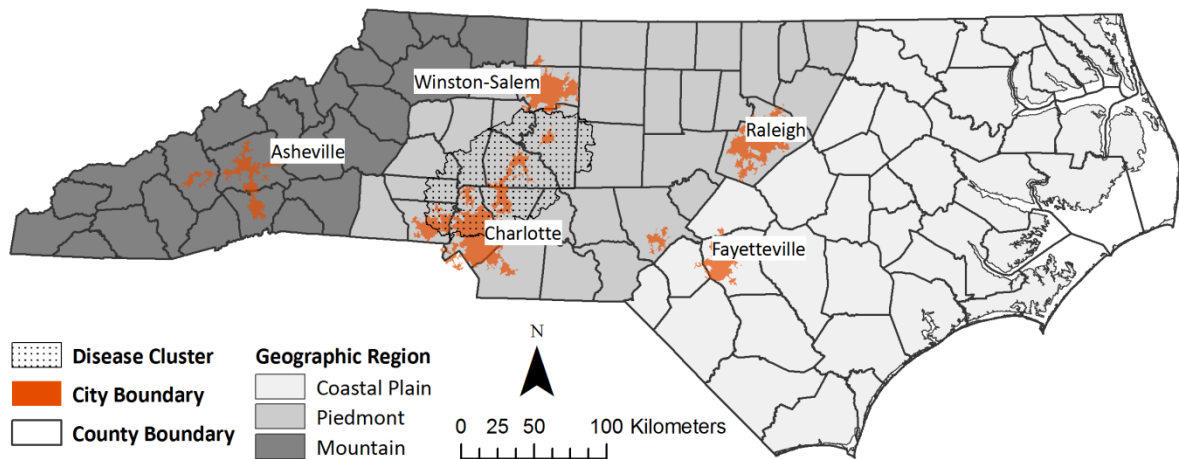 Winston-Salem
Raleigh
Asheville
Charlotte
Fayetteville
N
Disease Cluster
City Boundary
County Boundary
Geographic Region
Coastal Plain
Piedmont
Mountain
0 25 50 100 Kilometers